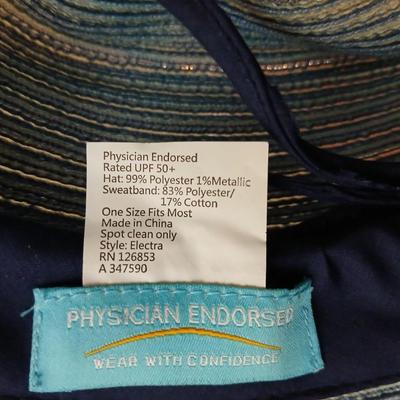 Physician Endorsed
Rated UPF 50+
Hat: 99% Polyester 1%Metallic
Sweatband: 83% Polyester/
17% Cotton
One Size Fits Most
Made in China
Spot clean only
Style: Electra
RN 126853
A 347590
PHYSICIAN ENDORSED
WEAR WITH CONFIDENCE